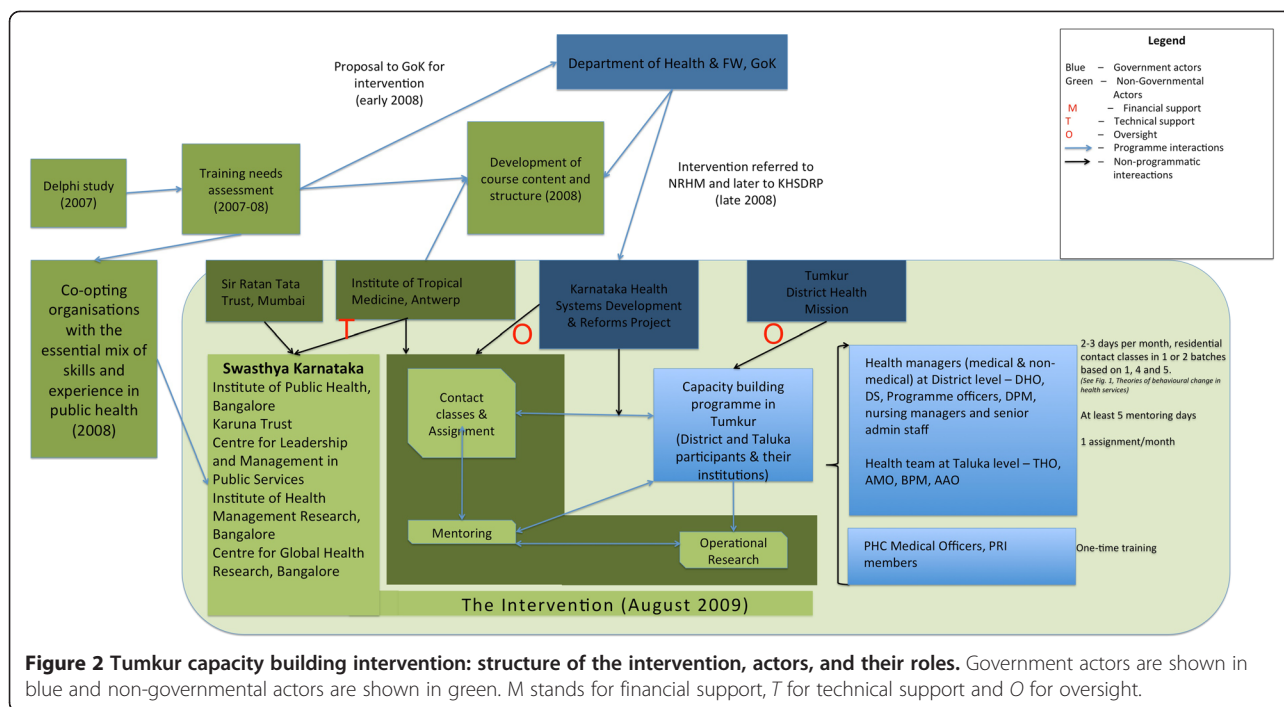 Proposal to GoK for
intervention
(early 2008)
Department of Health & FW, GoK
Legend
Blue – Government actors
Green – Non-Governmental
Actors
M – Financial support
T – Technical support
O – Oversight
– Programme interactions
– Non-programmatic
intereactions
Delphi study
(2007)
Training needs
assessment
(2007-08)
Development of
course content and
structure (2008)
Intervention referred to
NRHM and later to KHSDRP
(late 2008)
Co-opting
organisations
with the
essential mix of
skills and
experience in
public health
(2008)
Sir Ratan Tata
Trust, Mumbai
Institute of Tropical
Medicine, Antwerp
Karnataka Health
Systems Development
& Reforms Project
Tumkur
District Health
Mission
T
O
O
Swasthya Karnataka
Institute of Public Health,
Bangalore
Karuna Trust
Centre for Leadership
and Management in
Public Services
Institute of Health
Management Research,
Bangalore
Centre for Global Health
Research, Bangalore
Contact
classes &
Assignment
Mentoring
Capacity building
programme in
Tumkur
(District and Taluka
participants & their
institutions)
Operational
Research
Health managers (medical & non-
medical) at District level – DHO,
DS, Programme officers, DPM,
nursing managers and senior
admin staff
Health team at Taluka level – THO,
AMO, BPM, AAO
2-3 days per month, residential
contact classes in 1 or 2 batches
based on 1, 4 and 5.
(See Fig. 1, Theories of behavioural change in
health services)
At least 5 mentoring days
1 assignment/month
PHC Medical Officers, PRI
members
One-time training
The Intervention (August 2009)
Figure 2 Tumkur capacity building intervention: structure of the intervention, actors, and their roles. Government actors are shown in
blue and non-governmental actors are shown in green. M stands for financial support, T for technical support and O for oversight.